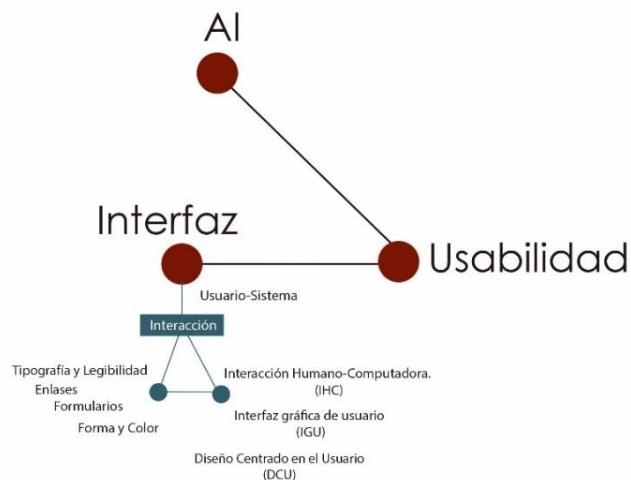 AI
Interfaz
Usabilidad
Usuario-Sistema
Interacción
Tipografía y Legibilidad
Enlases
Formularios
Forma y Color
Interacción Humano-Computadora.
(IHC)
Interfaz gráfica de usuario
(IGU)
Diseño Centrado en el Usuario
(DCU)